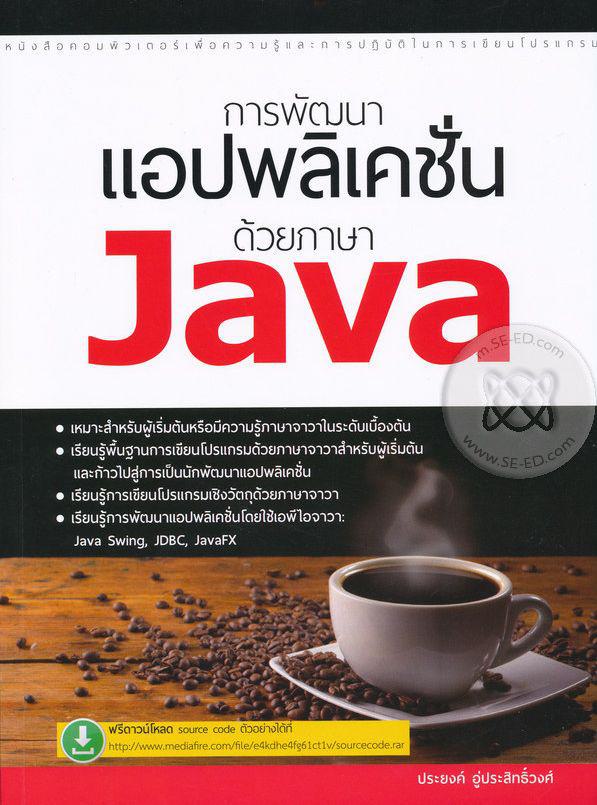 หนังสือคอมพิวเตอร์เพื่อความรู้และการปฏิบัติในการเขียนโปรแกรม
การพัฒนา
แอปพลิเคชั่น
ด้วยภาษา
Java
m.SE-ED.com
www.SE-ED.com
• เหมาะสำหรับผู้เริ่มต้นหรือมีความรู้ภาษาจาวาในระดับเบื้องต้น
• เรียนรู้พื้นฐานการเขียนโปรแกรมด้วยภาษาจาวาสำหรับผู้เริ่มต้น
และก้าวไปสู่การเป็นนักพัฒนาแอปพลิเคชั่น
• เรียนรู้การเขียนโปรแกรมเชิงวัตถุด้วยภาษาจาวา
• เรียนรู้การพัฒนาแอปพลิเคชั่นโดยใช้เอพีไอจาวา:
Java Swing, JDBC, JavaFX
ฟรีดาวน์โหลด source code ตัวอย่างได้ที่
http://www.mediafire.com/file/e4kdhe4fg61ct1v/sourcecode.rar
ประยงค์ อู่ประสิทธิ์วงศ์